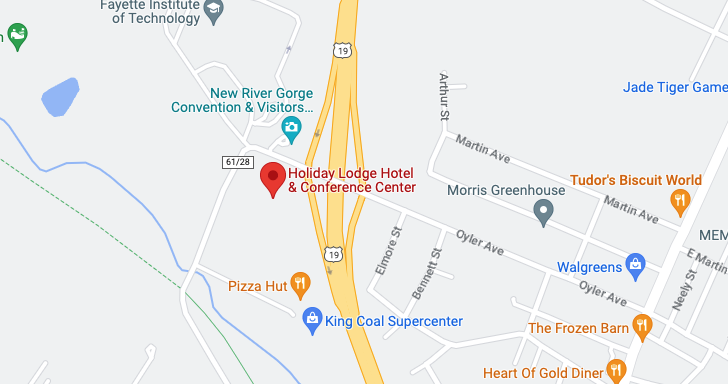 Fayette Institute
of Technology
n
19
Arthur St
Jade Tiger Game
New River Gorge
Convention & Visitors...
Martin Ave
61/28
Holiday Lodge Hotel
& Conference Center
Tudor's Biscuit World
Morris Greenhouse
Martin Ave
MEM
Elmore St
Oyler Ave
E Martin
19
Bennett St
Walgreens
Neely St
Pizza Hut
Oyler Ave
King Coal Supercenter
The Frozen Barn
Heart Of Gold Diner